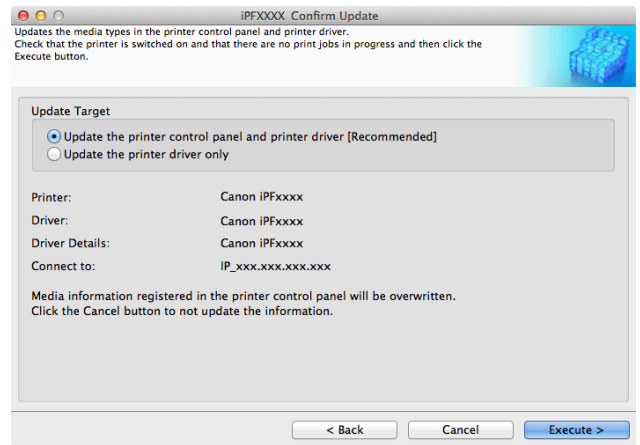 iPFXXXX Confirm Update
Updates the media types in the printer control panel and printer driver.
Check that the printer is switched on and that there are no print jobs in progress and then click the
Execute button.
Update Target
Update the printer control panel and printer driver [Recommended]
Update the printer driver only
Printer: Canon iPFxxxx
Driver: Canon iPFxxxx
Driver Details: Canon iPFxxxx
Connect to: IP_xxx.xxx.xxx.xxx
Media information registered in the printer control panel will be overwritten.
Click the Cancel button to not update the information.
< Back Cancel Execute >